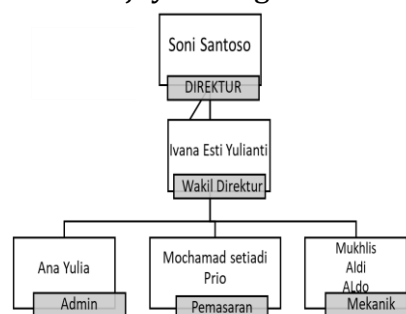 Soni Santoso
DIREKTUR
Ivana Esti Yulianti
Wakil Direktur
Ana Yulia
Admin
Mochamad setiadi
Prio
Pemasaran
Mukhlis
Aldi
ALdo
Mekanik